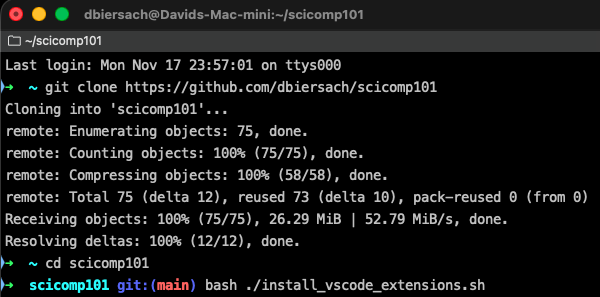 dbiersach@Davids-Mac-mini:~/scicomp101
~/scicomp101
Last login: Mon Nov 17 23:57:01 on ttys000
➜ ~ git clone https://github.com/dbiersach/scicomp101
Cloning into 'scicomp101'...
remote: Enumerating objects: 75, done.
remote: Counting objects: 100% (75/75), done.
remote: Compressing objects: 100% (58/58), done.
remote: Total 75 (delta 12), reused 73 (delta 10), pack-reused 0 (from 0)
Receiving objects: 100% (75/75), 26.29 MiB | 52.79 MiB/s, done.
Resolving deltas: 100% (12/12), done.
➜ ~ cd scicomp101
➜ scicomp101 git:(main) bash ./install_vscode_extensions.sh